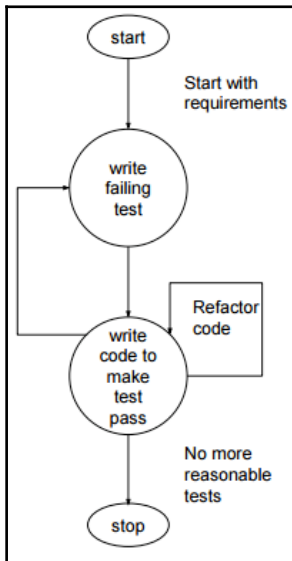 start
Start with
requirements
write
failing
test
Refactor
code
write
code to
make
test
pass
No more
reasonable
tests
stop